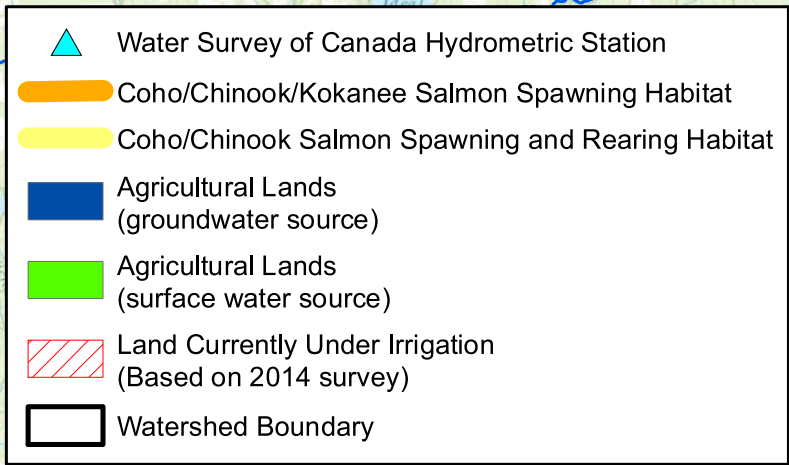 Water Survey of Canada Hydrometric Station
Coho/Chinook/Kokanee Salmon Spawning Habitat
Coho/Chinook Salmon Spawning and Rearing Habitat
Agricultural Lands
(groundwater source)
Agricultural Lands
(surface water source)
Land Currently Under Irrigation
(Based on 2014 survey)
Watershed Boundary